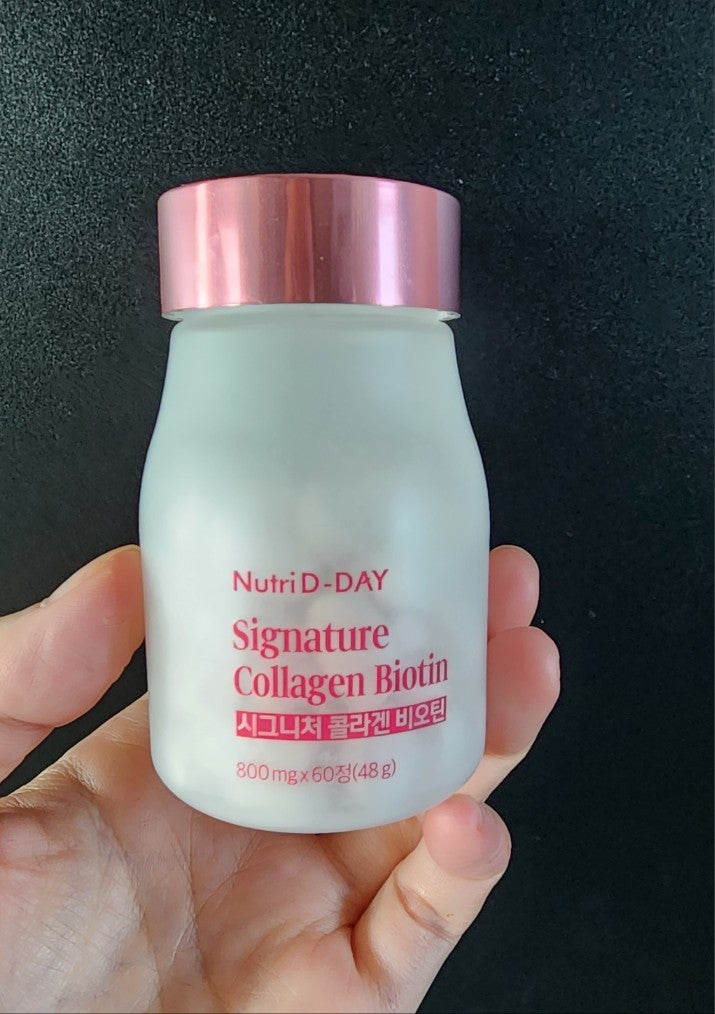 Nutri D-DAY
Signature
Collagen Biotin
시그니처 콜라겐 비오틴
800mg x 60정(48g)